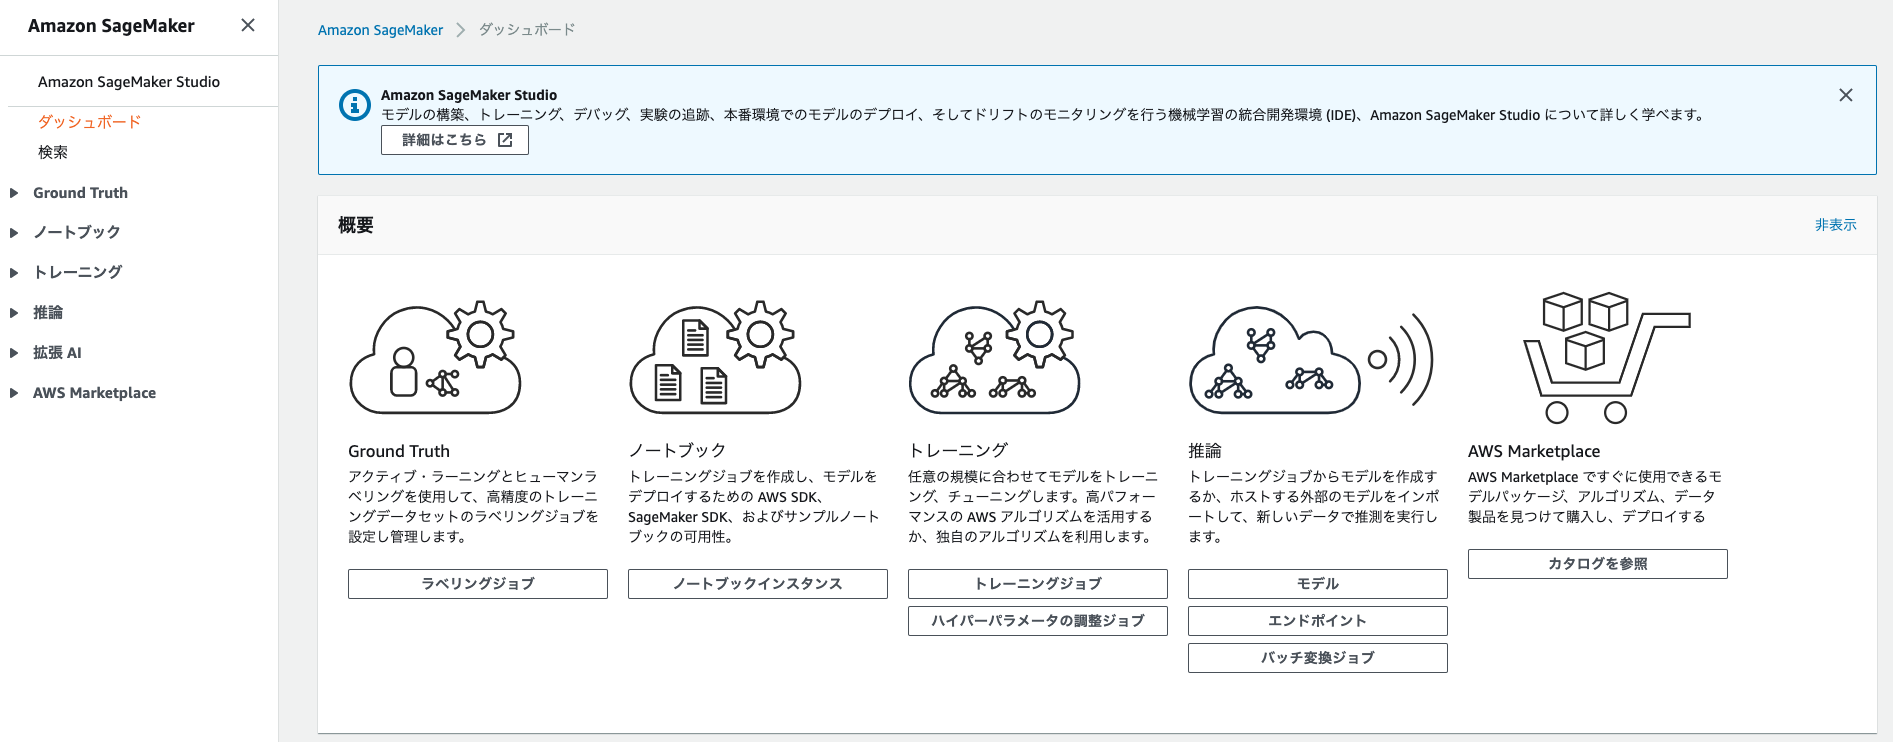 Amazon SageMaker
Amazon SageMaker Studio
ダッシュボード
検索
Ground Truth
ノートブック
トレーニング
推論
拡張 AI
AWS Marketplace
Amazon SageMaker
ダッシュボード
Amazon SageMaker Studio
モデルの構築、トレーニング、デバッグ、実験の追跡、本番環境でのモデルのデプロイ、そしてドリフトのモニタリングを行う機械学習の統合開発環境 (IDE)、Amazon SageMaker Studio について詳しく学べます。
詳細はこちら
概要
非表示
Ground Truth
アクティブ・ラーニングとヒューマンラ
ベリングを使用して、高精度のトレーニ
ングデータセットのラベリングジョブを
設定し管理します。
ラベリングジョブ
ノートブック
トレーニングジョブを作成し、モデルを
デプロイするための AWS SDK、
SageMaker SDK、およびサンプルノート
ブックの可用性。
ノートブックインスタンス
トレーニング
任意の規模に合わせてモデルをトレーニ
ング、チューニングします。高パフォー
マンスの AWS アルゴリズムを活用する
か、独自のアルゴリズムを利用します。
トレーニングジョブ
ハイパーパラメータの調整ジョブ
推論
トレーニングジョブからモデルを作成す
るか、ホストする外部のモデルをインポ
ートして、新しいデータで推測を実行し
ます。
モデル
エンドポイント
バッチ変換ジョブ
AWS Marketplace
AWS Marketplace ですぐに使用できるモ
デルパッケージ、アルゴリズム、データ
製品を見つけて購入し、デプロイする
カタログを参照